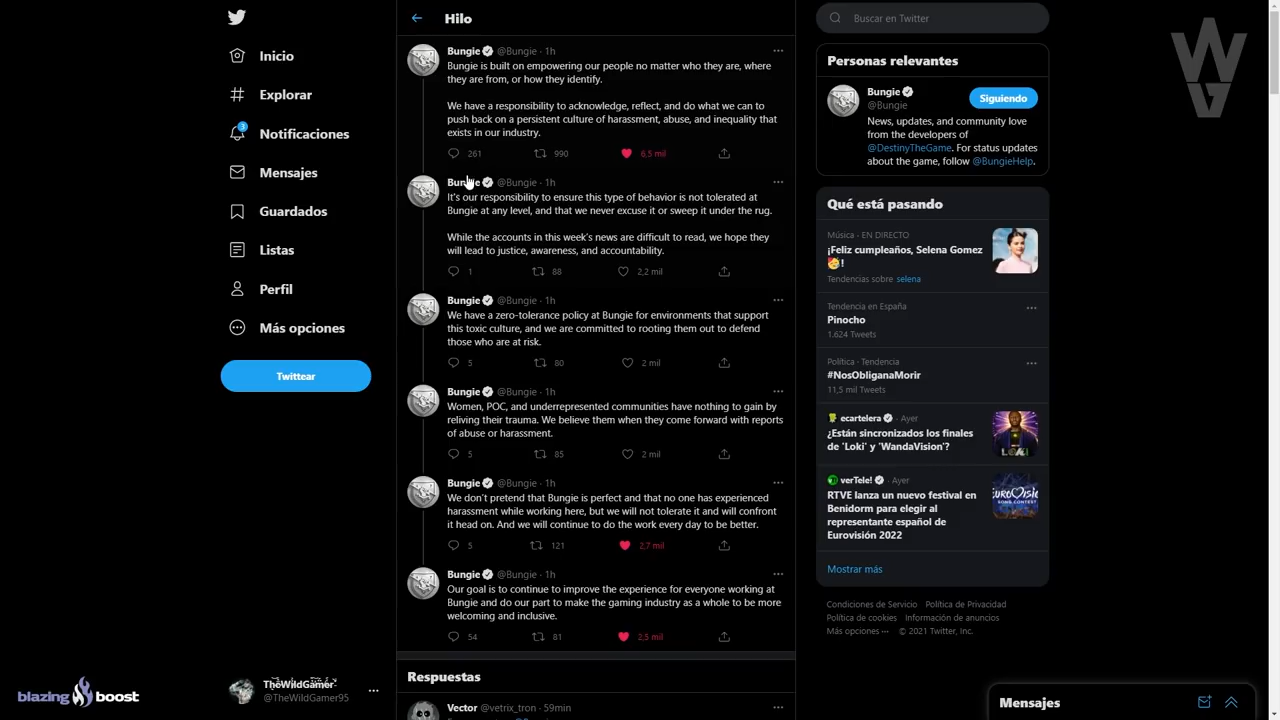 Inicio
Explorar
3
Notificaciones
Mensajes
Guardados
Listas
Perfil
Más opciones
Twittear
TheWildGamer
@TheWildGamer95
blazing boost
Hilo
Bungie @Bungie · 1h
Bungie is built on empowering our people no matter who they are, where
they are from, or how they identify.
We have a responsibility to acknowledge, reflect, and do what we can to
push back on a persistent culture of harassment, abuse, and inequality that
exists in our industry.
261 990 6,5 mil
Bungie @Bungie · 1h
It's our responsibility to ensure this type of behavior is not tolerated at
Bungie at any level, and that we never excuse it or sweep it under the rug.
While the accounts in this week's news are difficult to read, we hope they
will lead to justice, awareness, and accountability.
1 88 2,2 mil
Bungie @Bungie · 1h
We have a zero-tolerance policy at Bungie for environments that support
this toxic culture, and we are committed to rooting them out to defend
those who are at risk.
5 80 2 mil
Bungie @Bungie · 1h
Women, POC, and underrepresented communities have nothing to gain by
reliving their trauma. We believe them when they come forward with reports
of abuse or harassment.
5 85 2 mil
Bungie @Bungie · 1h
We don't pretend that Bungie is perfect and that no one has experienced
harassment while working here, but we will not tolerate it and will confront
it head on. And we will continue to do the work every day to be better.
5 121 2,7 mil
Bungie @Bungie · 1h
Our goal is to continue to improve the experience for everyone working at
Bungie and do our part to make the gaming industry as a whole to be more
welcoming and inclusive.
54 81 2,5 mil
Respuestas
Vector @vetrix_tron · 59min
Buscar en Twitter
WG
Personas relevantes
Bungie
@Bungie
Siguiendo
News, updates, and community love
from the developers of
@DestinyTheGame. For status updates
about the game, follow @BungieHelp.
Qué está pasando
Música · EN DIRECTO
¡Feliz cumpleaños, Selena Gomez
🥳!
Tendencias sobre selena
Tendencia en España
Pinocho
1.624 Tweets
Política · Tendencia
#NosObliganaMorir
11,5 mil Tweets
ecartelera · Ayer
¿Están sincronizados los finales
de 'Loki' y 'WandaVision'?
LOKI
verTele! · Ayer
RTVE lanza un nuevo festival en
Benidorm para elegir al
representante español de
Eurovisión 2022
EUROVISION
SONG CONTEST
Mostrar más
Condiciones de Servicio Política de Privacidad
Política de cookies Información de anuncios
Más opciones ··· © 2021 Twitter, Inc.
Mensajes